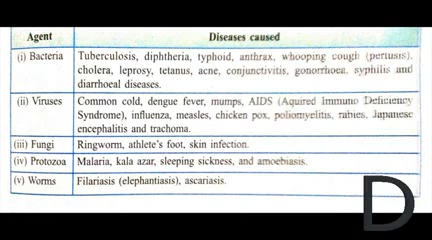 Agent Diseases caused
(i) Bacteria Tuberculosis, diphtheria, typhoid, anthrax, whooping cough (pertusis),
cholera, leprosy, tetanus, acne, conjunctivitis, gonorrhoea, syphilis and
diarrhoeal diseases.
(ii) Viruses Common cold, dengue fever, mumps, AIDS (Aquired Immuno Deficiency
Syndrome), influenza, measles, chicken pox, poliomyelitis, rabies, Japanese
encephalitis and trachoma.
(iii) Fungi Ringworm, athlete's foot, skin infection.
(iv) Protozoa Malaria, kala azar, sleeping sickness, and amoebiasis.
(v) Worms Filariasis (elephantiasis), ascariasis.
D